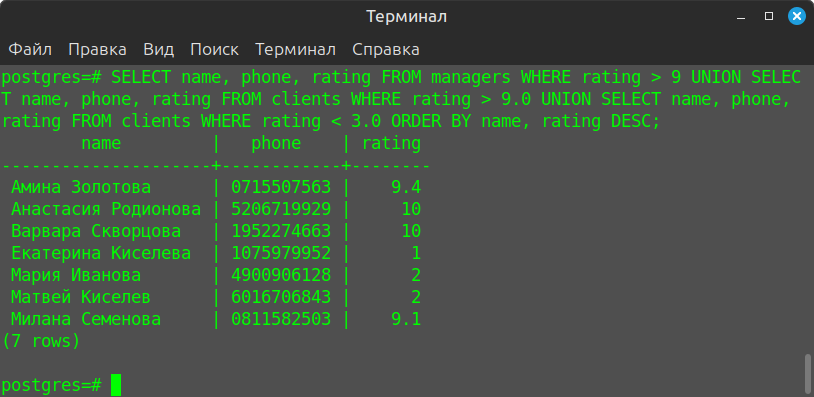 Терминал
Файл Правка Вид Поиск Терминал Справка
postgres=# SELECT name, phone, rating FROM managers WHERE rating > 9 UNION SELEC
T name, phone, rating FROM clients WHERE rating > 9.0 UNION SELECT name, phone,
rating FROM clients WHERE rating < 3.0 ORDER BY name, rating DESC;
        name         |   phone    | rating
---------------------+------------+--------
 Амина Золотова      | 0715507563 |    9.4
 Анастасия Родионова | 5206719929 |     10
 Варвара Скворцова   | 1952274663 |     10
 Екатерина Киселева  | 1075979952 |      1
 Мария Иванова       | 4900906128 |      2
 Матвей Киселев      | 6016706843 |      2
 Милана Семенова     | 0811582503 |    9.1
(7 rows)
postgres=#